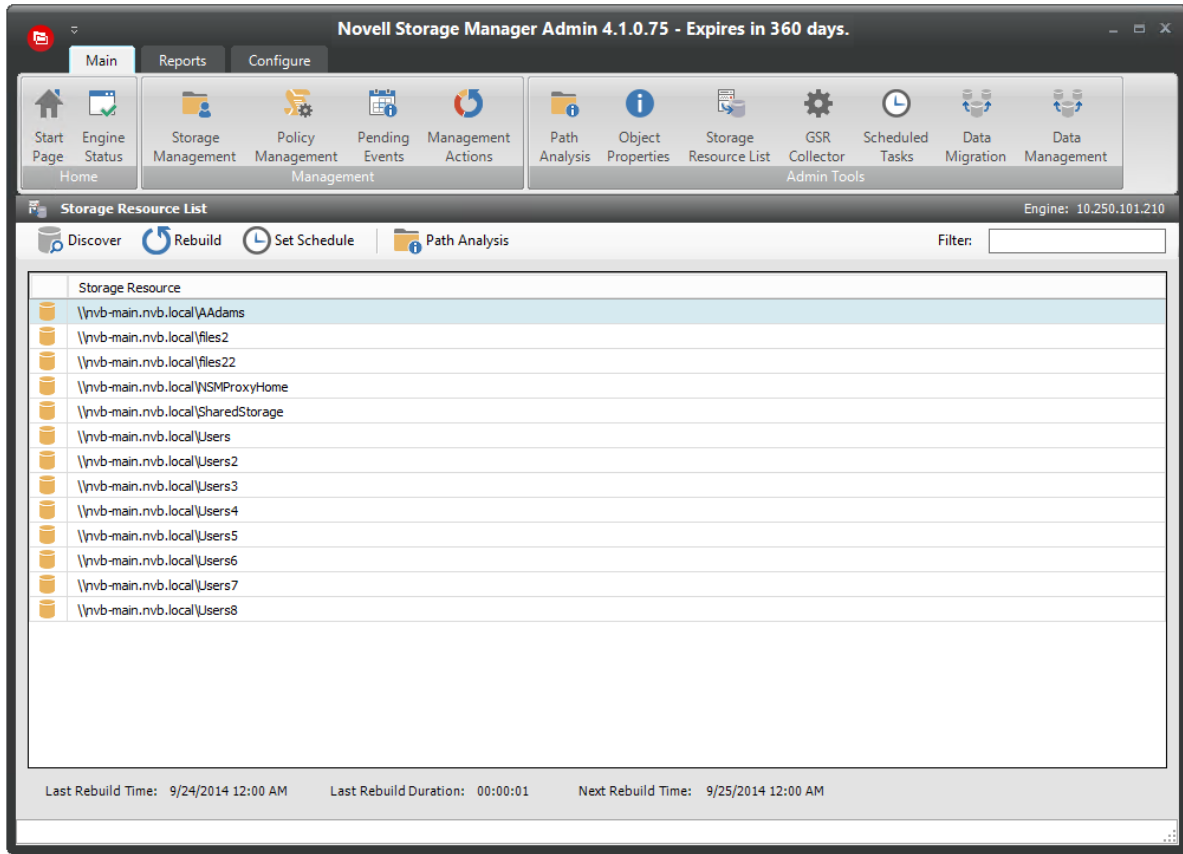 Novell Storage Manager Admin 4.1.0.75 - Expires in 360 days.
Main Reports Configure
Start Page Engine Status Storage Management Policy Management Pending Events Management Actions Path Analysis Object Properties Storage Resource List GSR Collector Scheduled Tasks Data Migration Data Management
Home Management Admin Tools
Storage Resource List Engine: 10.250.101.210
Discover Rebuild Set Schedule Path Analysis Filter:
Storage Resource
\\nvb-main.nvb.local\AAdams
\\nvb-main.nvb.local\files2
\\nvb-main.nvb.local\files22
\\nvb-main.nvb.local\NSMProxyHome
\\nvb-main.nvb.local\SharedStorage
\\nvb-main.nvb.local\Users
\\nvb-main.nvb.local\Users2
\\nvb-main.nvb.local\Users3
\\nvb-main.nvb.local\Users4
\\nvb-main.nvb.local\Users5
\\nvb-main.nvb.local\Users6
\\nvb-main.nvb.local\Users7
\\nvb-main.nvb.local\Users8
Last Rebuild Time: 9/24/2014 12:00 AM Last Rebuild Duration: 00:00:01 Next Rebuild Time: 9/25/2014 12:00 AM